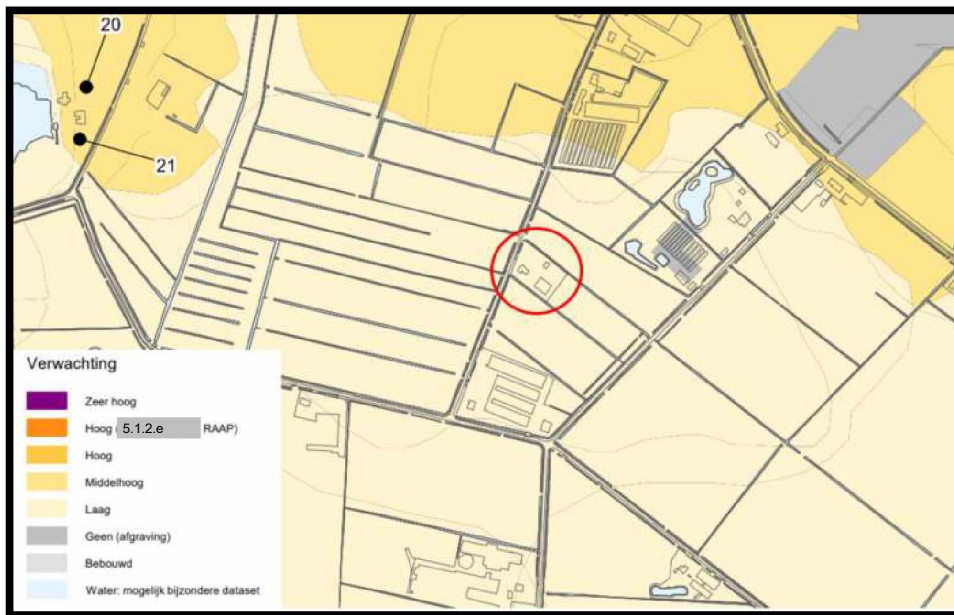 20
21
Verwachting
Zeer hoog
Hoog ( 5.1.2.e RAAP)
Hoog
Middelhoog
Laag
Geen (afgraving)
Bebouwd
Water: mogelijk bijzondere dataset